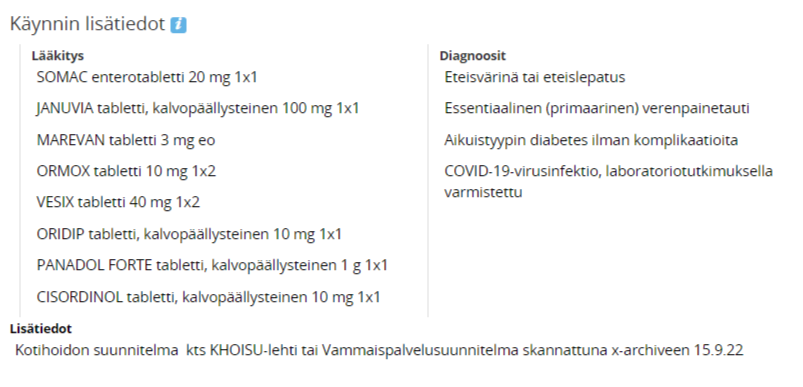 Käynnin lisätiedot i
Lääkitys
SOMAC enterotabletti 20 mg 1x1
JANUVIA tabletti, kalvopäällysteinen 100 mg 1x1
MAREVAN tabletti 3 mg eo
ORMOX tabletti 10 mg 1x2
VESIX tabletti 40 mg 1x2
ORIDIP tabletti, kalvopäällysteinen 10 mg 1x1
PANADOL FORTE tabletti, kalvopäällysteinen 1 g 1x1
CISORDINOL tabletti, kalvopäällysteinen 10 mg 1x1
Diagnoosit
Eteisvärinä tai eteislepatus
Essentiaalinen (primaarinen) verenpainetauti
Aikuistyypin diabetes ilman komplikaatioita
COVID-19-virusinfektio, laboratoriotutkimuksella
varmistettu
Lisätiedot
Kotihoidon suunnitelma kts KHOISU-lehti tai Vammaispalvelusuunnitelma skannattuna x-archiveen 15.9.22